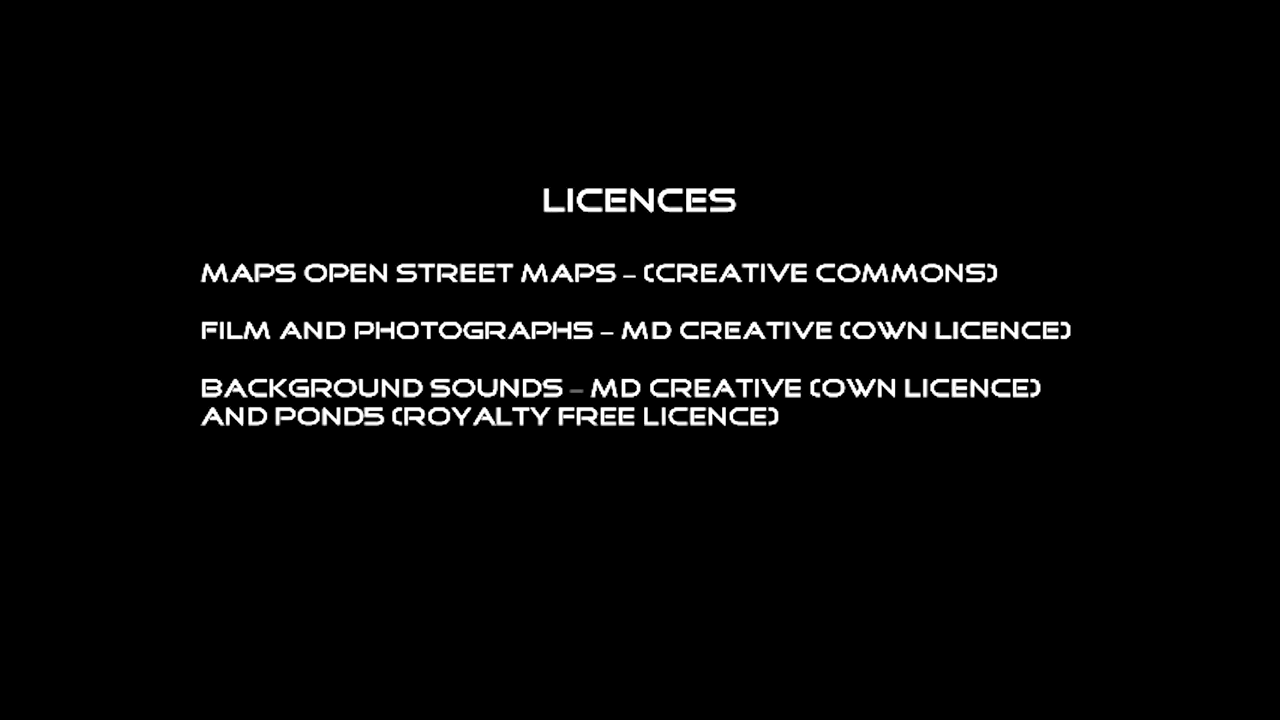 LICENCES
MAPS OPEN STREET MAPS – (CREATIVE COMMONS)
FILM AND PHOTOGRAPHS – MD CREATIVE (OWN LICENCE)
BACKGROUND SOUNDS – MD CREATIVE (OWN LICENCE)
AND POND5 (ROYALTY FREE LICENCE)